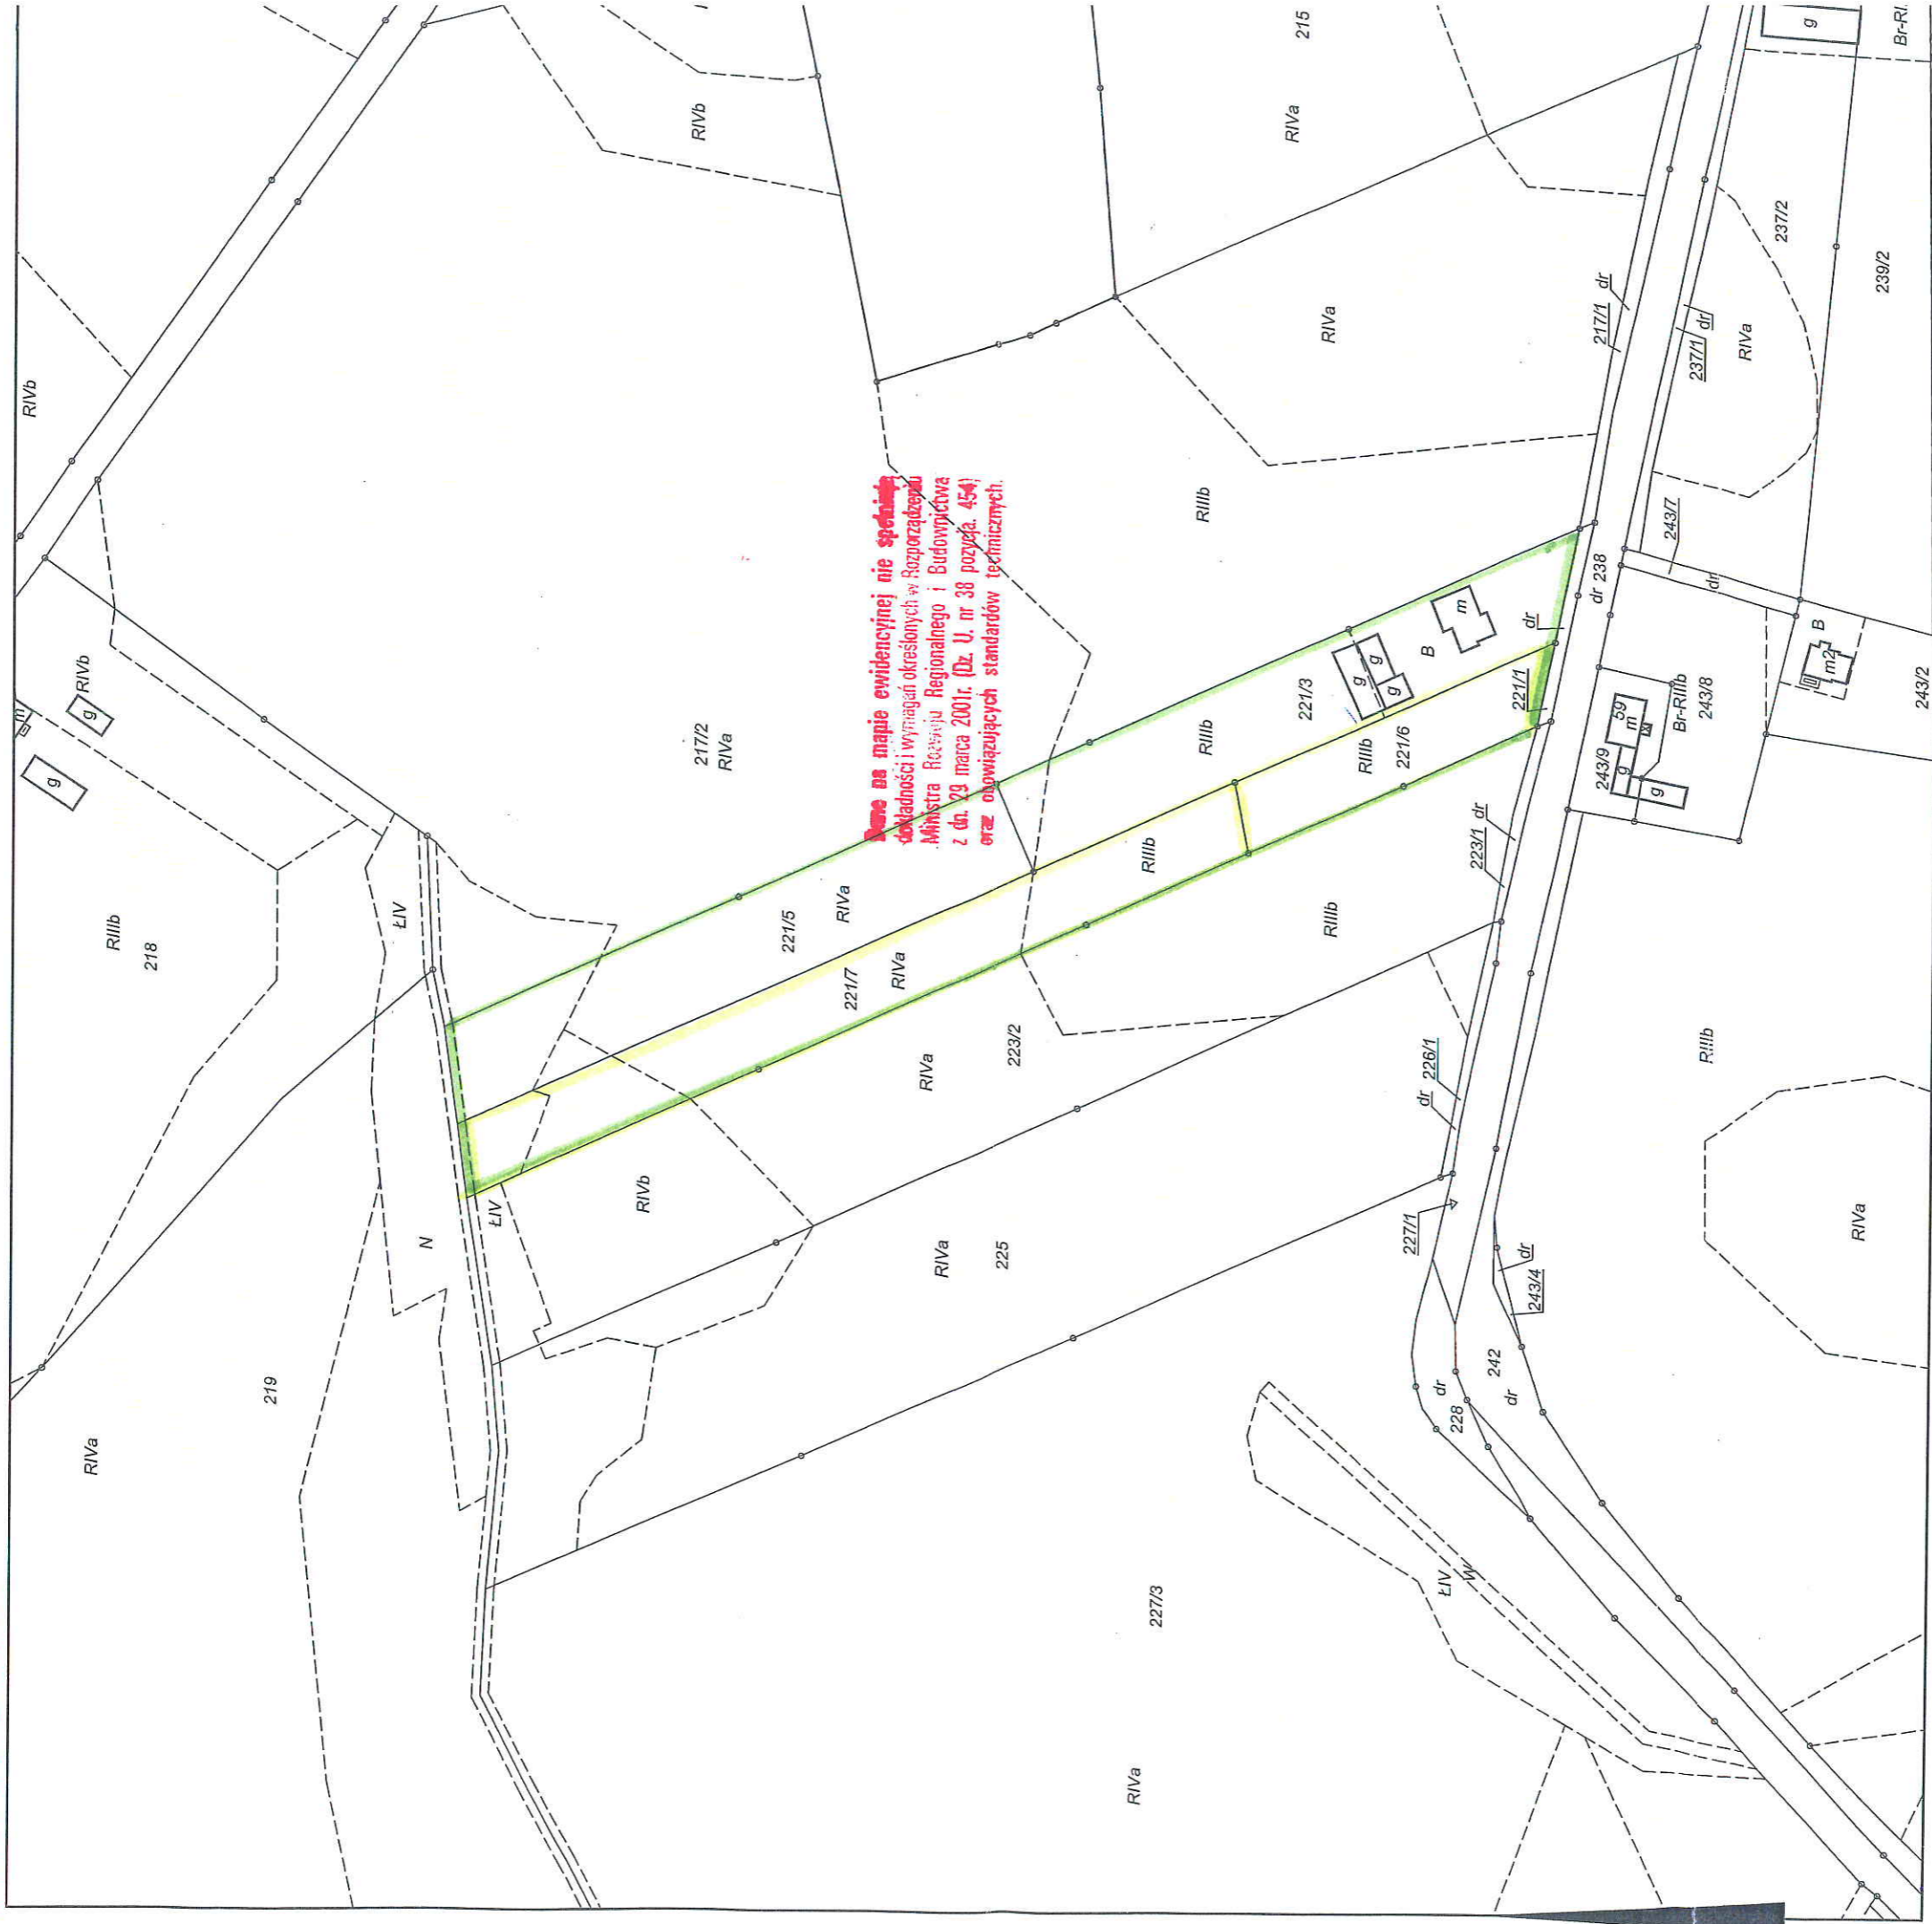 RIVb
215
RIVb
RIVa
g
Br-RI
237/2
239/2
217/1 dr
237/1 dr
RIVa
RIVa
RIVb
RIIIb
243/7
dr
dr 238
dr
m
RIVb
g
g
m
217/2
RIVa
Dane na mapie ewidencyjnej nie spełniają
dokładności i wymagań określonych w Rozporządzeniu
Ministra Rozwoju Regionalnego i Budownictwa
z dn. 29 marca 2001r. (Dz. U. nr 38 pozycja. 454)
oraz obowiązujących standardów technicznych.
221/3
RIIIb
g
g
g
B
m
221/1
RIIIb
221/6
B
m2
243/2
59
m
g
g
243/9
Br-RIIIb
243/8
RIIIb
218
ŁIV
221/5
RIVa
RIIIb
221/7
RIVa
223/1 dr
RIIIb
RIVa
223/2
dr 226/1
RIIIb
N
ŁIV
RIVb
RIVa
225
227/1
dr
243/4
RIVa
219
RIVa
dr
228
242
dr
227/3
ŁIV
W
RIVa